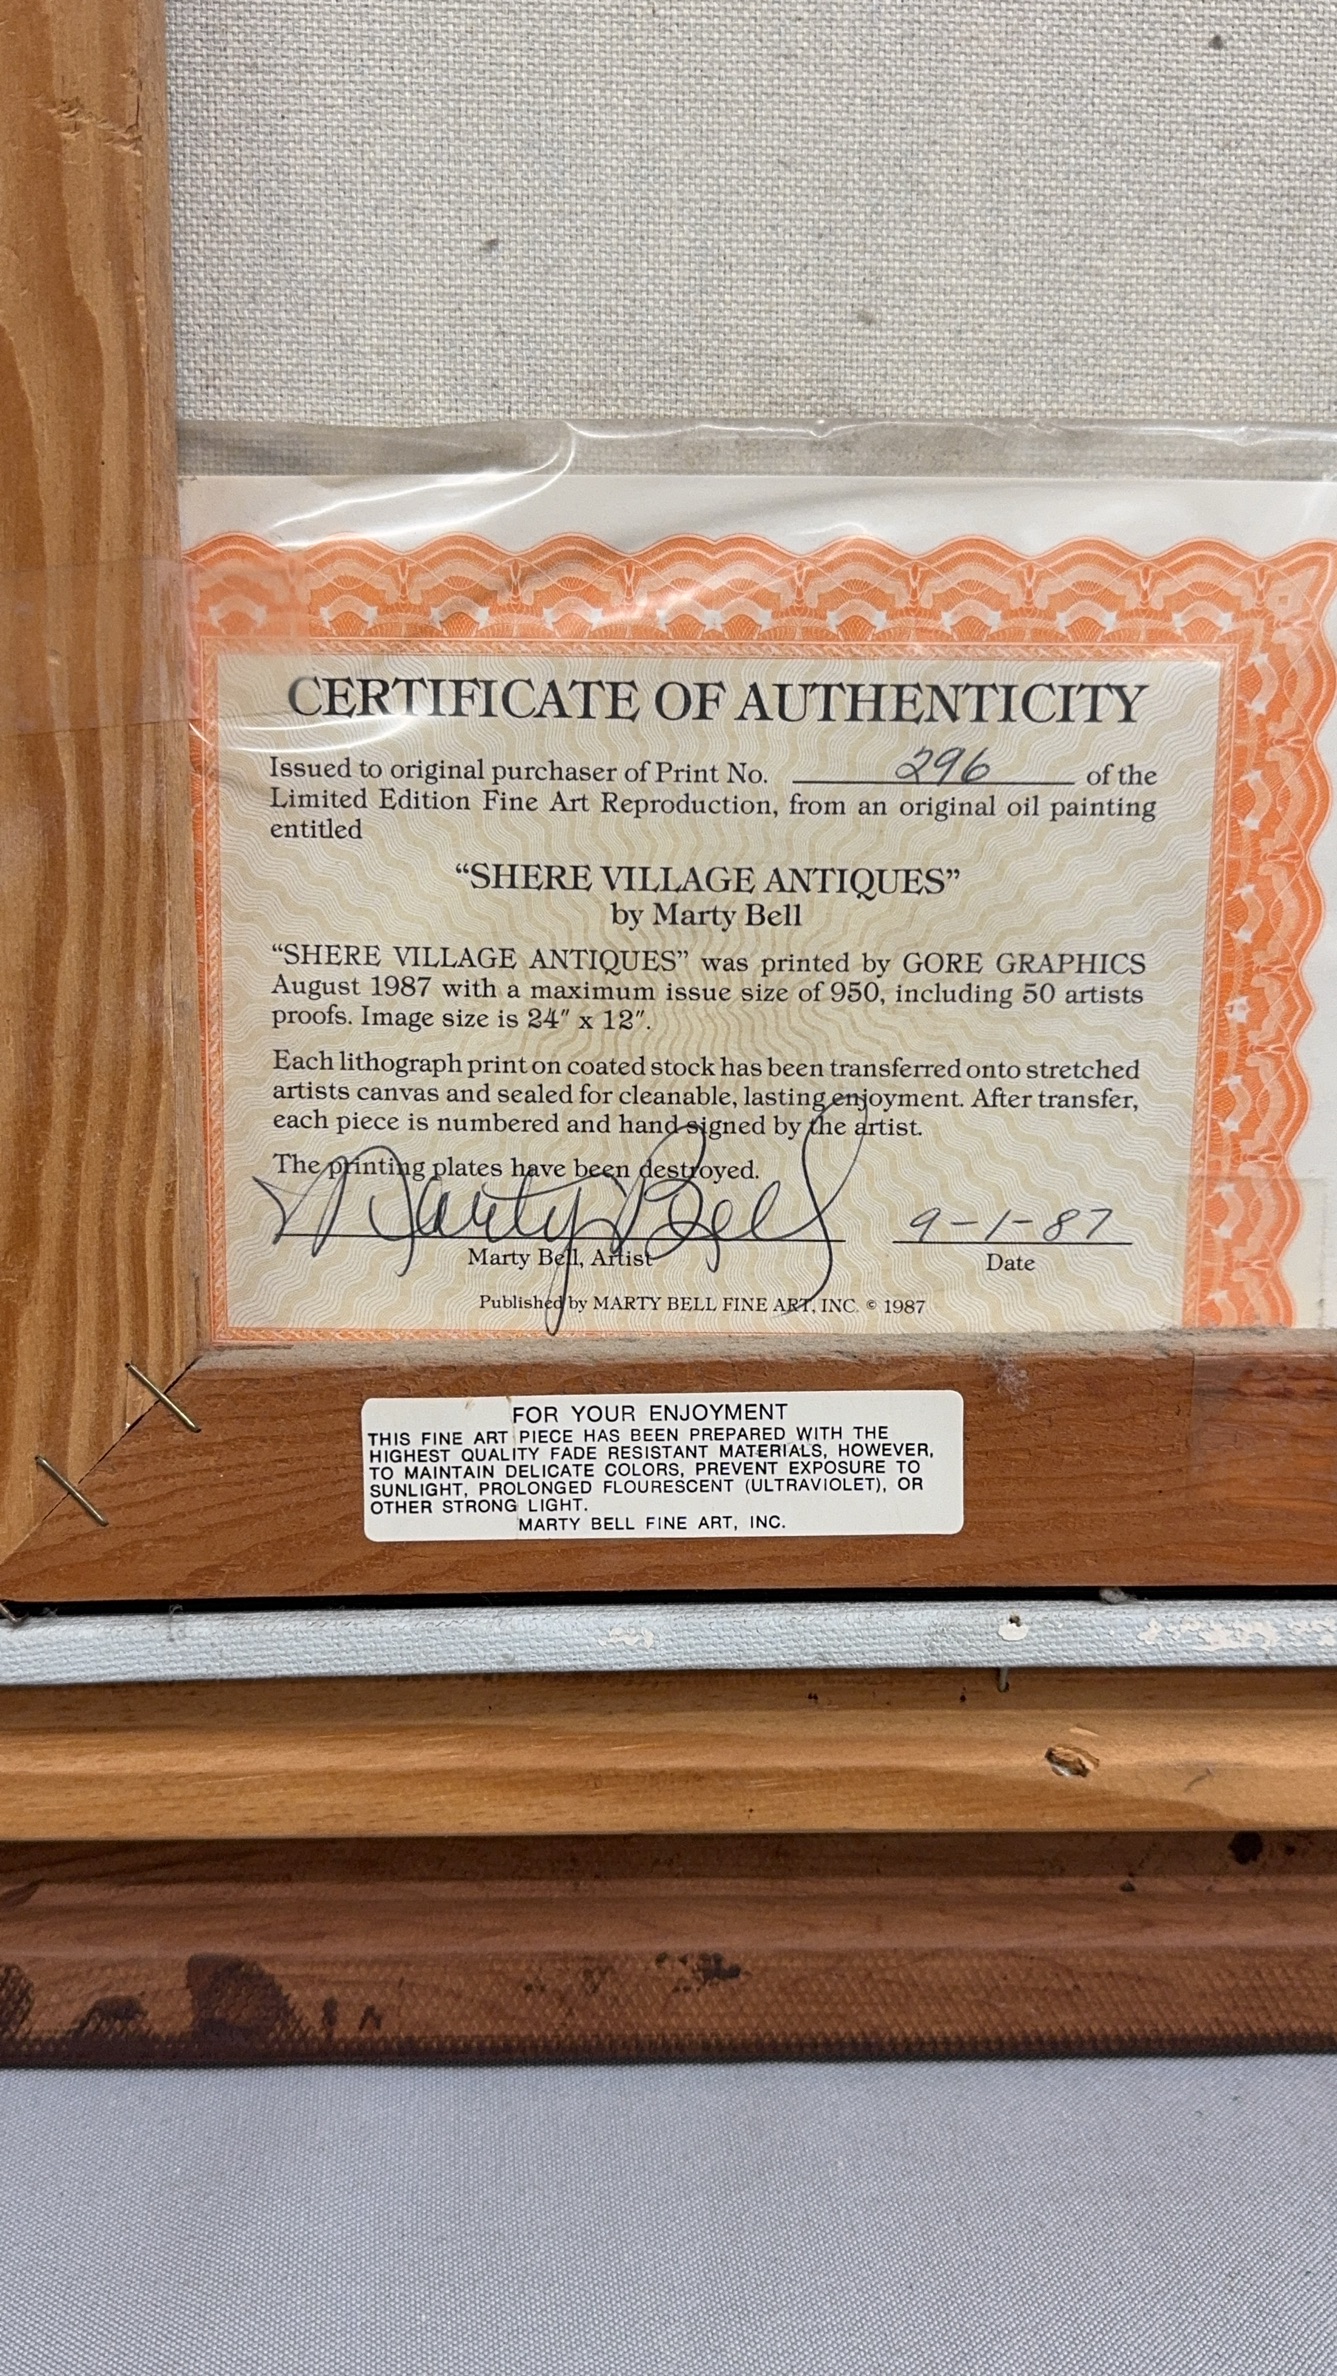 CERTIFICATE OF AUTHENTICITY
Issued to original purchaser of Print No. 296 of the
Limited Edition Fine Art Reproduction, from an original oil painting
entitled
“SHERE VILLAGE ANTIQUES”
by Marty Bell
“SHERE VILLAGE ANTIQUES” was printed by GORE GRAPHICS
August 1987 with a maximum issue size of 950, including 50 artists
proofs. Image size is 24″ x 12″.
Each lithograph print on coated stock has been transferred onto stretched
artists canvas and sealed for cleanable, lasting enjoyment. After transfer,
each piece is numbered and hand signed by the artist.
The printing plates have been destroyed.
Marty Bell 9-1-87
Marty Bell, Artist Date
Published by MARTY BELL FINE ART, INC. © 1987
FOR YOUR ENJOYMENT
THIS FINE ART PIECE HAS BEEN PREPARED WITH THE
HIGHEST QUALITY FADE RESISTANT MATERIALS, HOWEVER,
TO MAINTAIN DELICATE COLORS, PREVENT EXPOSURE TO
SUNLIGHT, PROLONGED FLOURESCENT (ULTRAVIOLET), OR
OTHER STRONG LIGHT.
MARTY BELL FINE ART, INC.